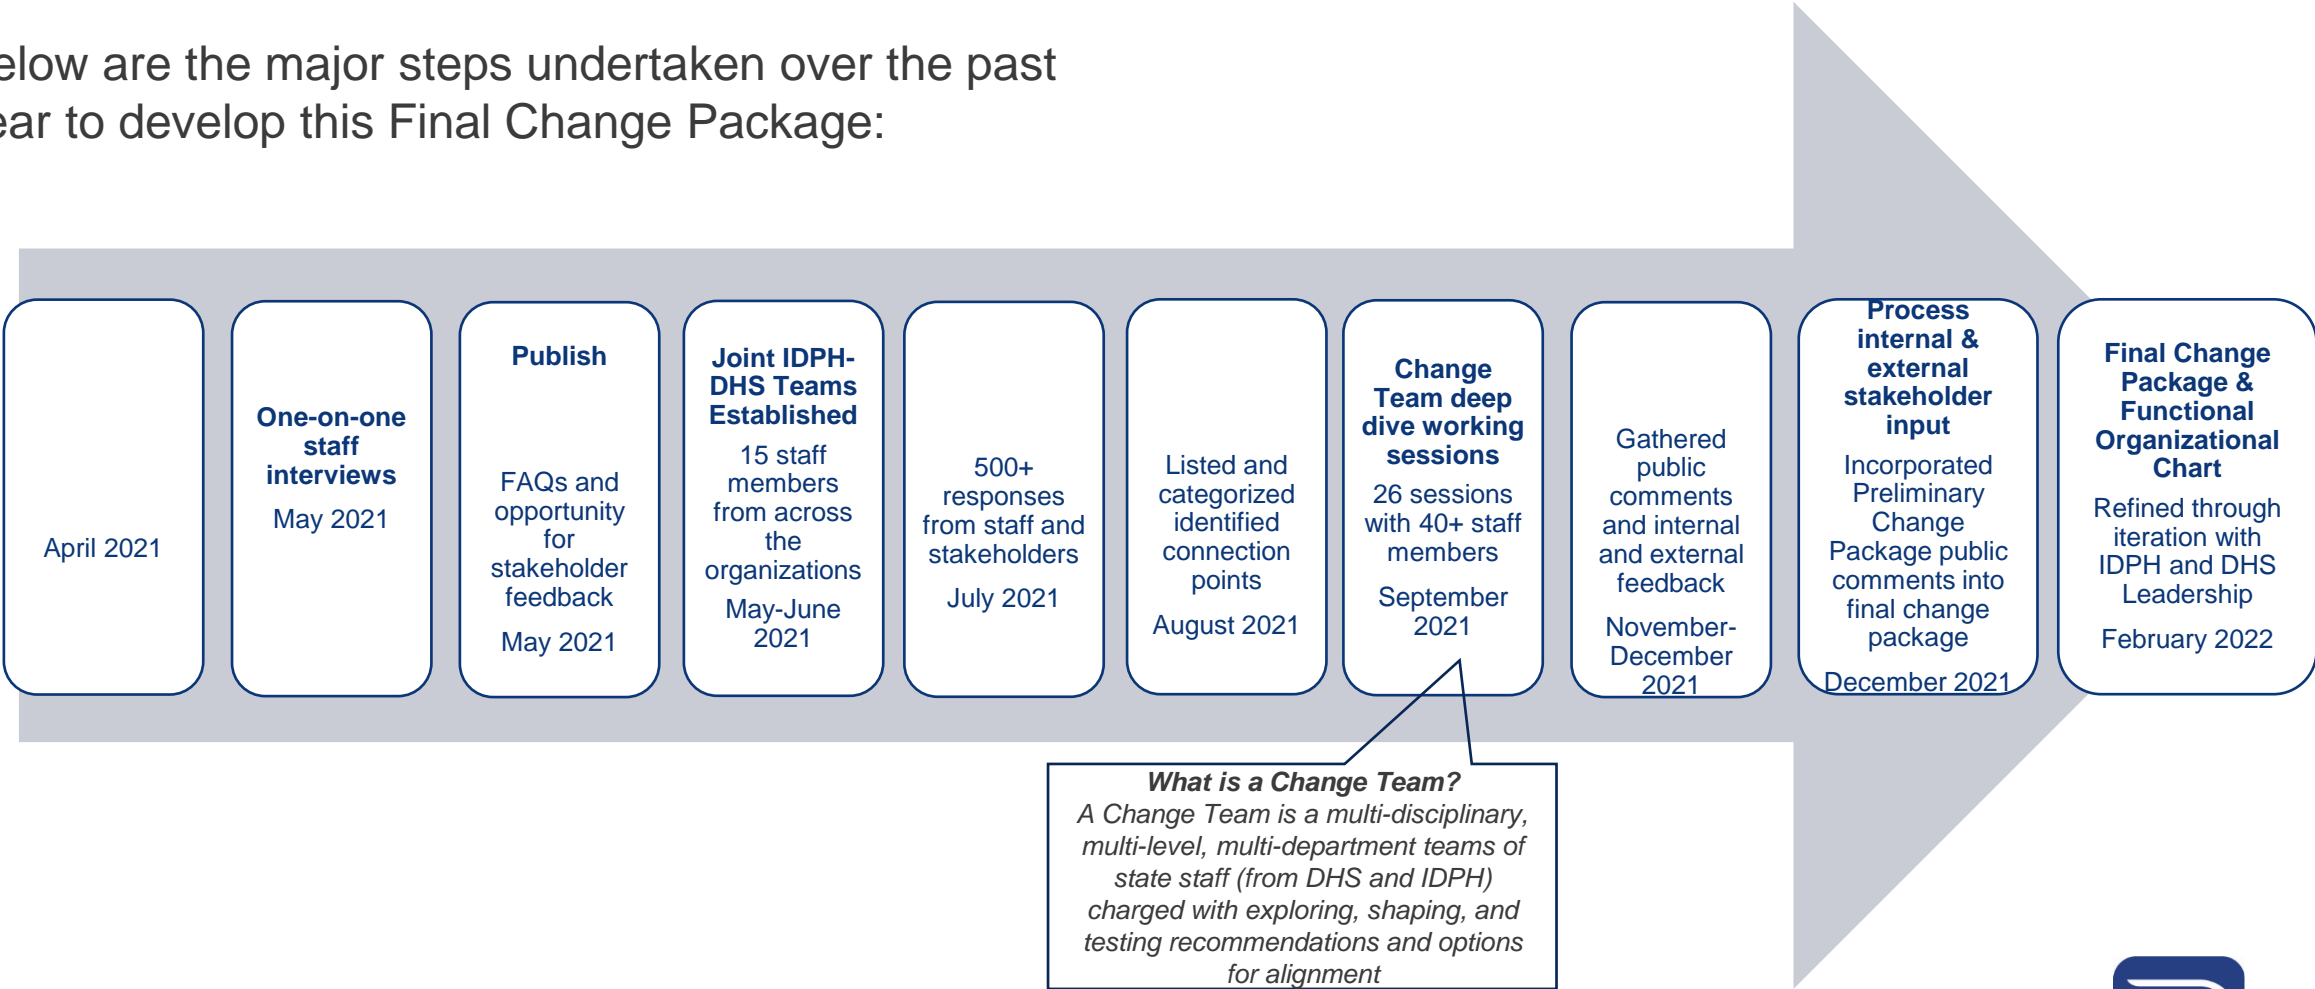 elow are the major steps undertaken over the past
ear to develop this Final Change Package:
April 2021
One-on-one
staff
interviews
May 2021
Publish
FAQs and
opportunity
for
stakeholder
feedback
May 2021
Joint IDPH-
DHS Teams
Established
15 staff
members
from across
the
organizations
May-June
2021
500+
responses
from staff and
stakeholders
July 2021
Listed and
categorized
identified
connection
points
August 2021
Change
Team deep
dive working
sessions
26 sessions
with 40+ staff
members
September
2021
Gathered
public
comments
and internal
and external
feedback
November-
December
2021
Process
internal &
external
stakeholder
input
Incorporated
Preliminary
Change
Package public
comments into
final change
package
December 2021
Final Change
Package &
Functional
Organizational
Chart
Refined through
iteration with
IDPH and DHS
Leadership
February 2022
What is a Change Team?
A Change Team is a multi-disciplinary,
multi-level, multi-department teams of
state staff (from DHS and IDPH)
charged with exploring, shaping, and
testing recommendations and options
for alignment